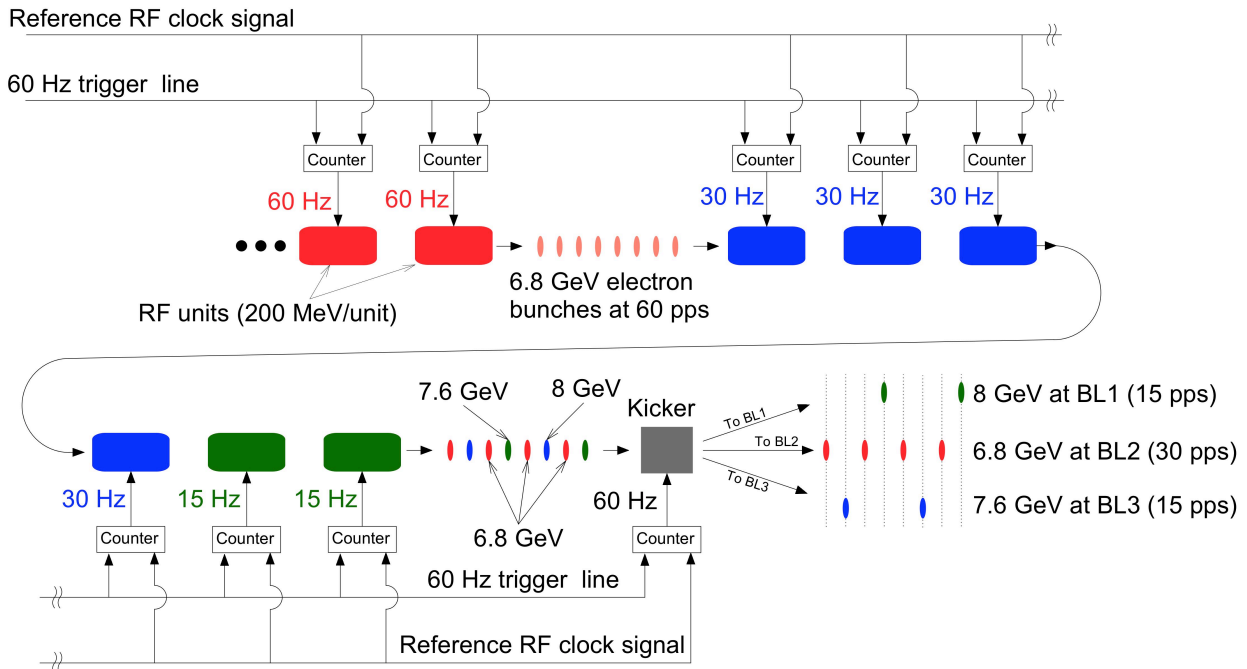 Reference RF clock signal
60 Hz trigger line
Counter
Counter
Counter
Counter
Counter
60 Hz
60 Hz
30 Hz
30 Hz
30 Hz
RF units (200 MeV/unit)
6.8 GeV electron
bunches at 60 pps
7.6 GeV
8 GeV
Kicker
To BL1
To BL2
To BL3
8 GeV at BL1 (15 pps)
6.8 GeV at BL2 (30 pps)
7.6 GeV at BL3 (15 pps)
30 Hz
15 Hz
15 Hz
6.8 GeV
60 Hz
Counter
Counter
Counter
Counter
60 Hz trigger line
Reference RF clock signal